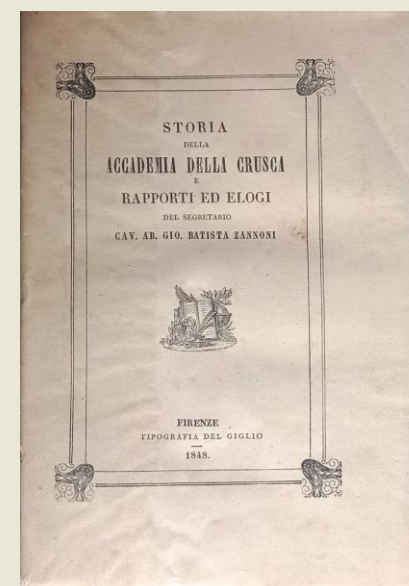 STORIA
DELLA
ACCADEMIA DELLA CRUSCA
E
RAPPORTI ED ELOGI
DEL SEGRETARIO
CAV. AB. GIO. BATISTA ZANNONI
FIRENZE
TIPOGRAFIA DEL GIGLIO
1848.